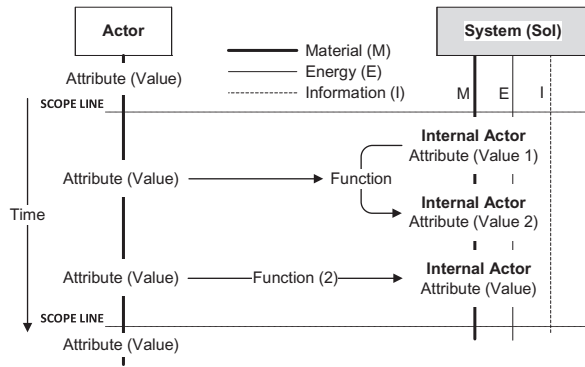 Actor
System (SoI)
Material (M)
Energy (E)
Information (I)
Attribute (Value)
M E I
SCOPE LINE
Internal Actor
Attribute (Value 1)
Attribute (Value)
Function
Time
Internal Actor
Attribute (Value 2)
Attribute (Value)
Function (2)
Internal Actor
Attribute (Value)
SCOPE LINE
Attribute (Value)